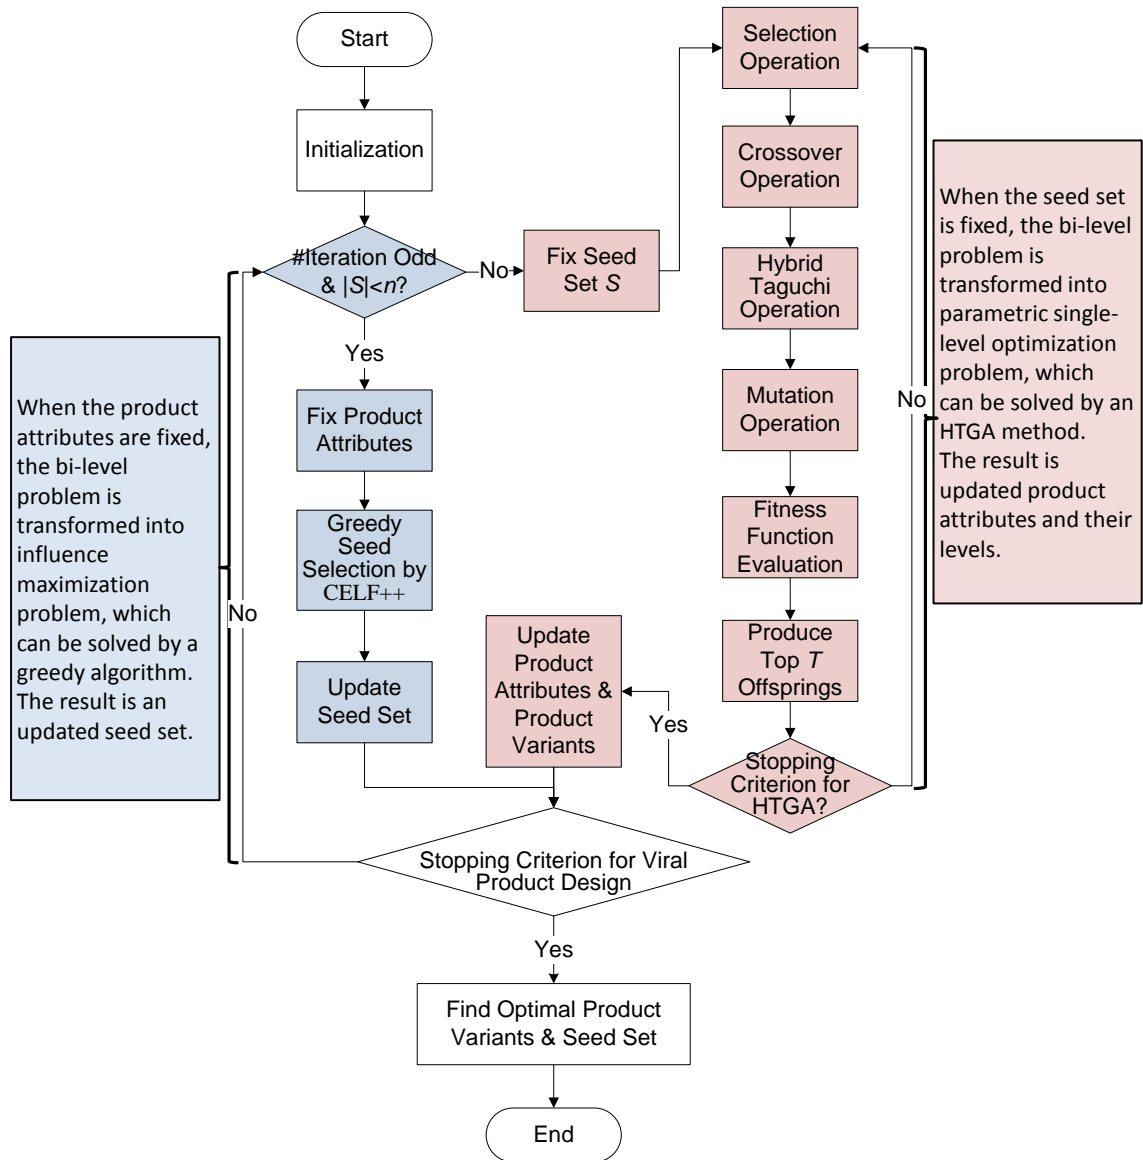 Start
Initialization
#Iteration Odd
& |S|<n?
No
Fix Seed
Set S
Yes
Fix Product
Attributes
Greedy
Seed
Selection by
CELF++
Update
Seed Set
When the product
attributes are fixed,
the bi-level
problem is
transformed into
influence
maximization
problem, which
can be solved by a
greedy algorithm.
The result is an
updated seed set.
No
Selection
Operation
Crossover
Operation
Hybrid
Taguchi
Operation
Mutation
Operation
Fitness
Function
Evaluation
Produce
Top T
Offsprings
Stopping
Criterion for
HTGA?
No
When the seed set
is fixed, the bi-level
problem is
transformed into
parametric single-
level optimization
problem, which
can be solved by an
HTGA method.
The result is
updated product
attributes and their
levels.
Yes
Update
Product
Attributes &
Product
Variants
Stopping Criterion for Viral
Product Design
Yes
Find Optimal Product
Variants & Seed Set
End